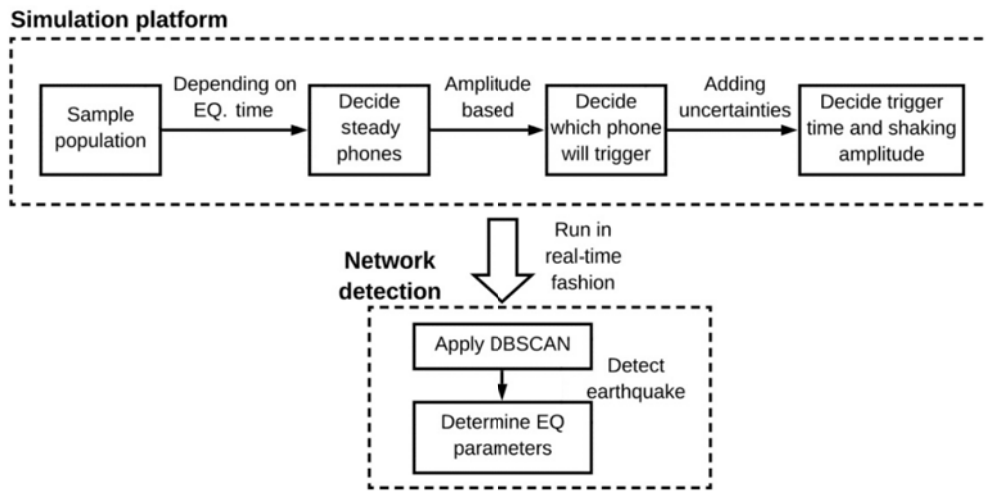 Simulation platform
Sample
population
Depending on
EQ. time
Decide
steady
phones
Amplitude
based
Decide
which phone
will trigger
Adding
uncertainties
Decide trigger
time and shaking
amplitude
Run in
real-time
fashion
Network
detection
Apply DBSCAN
Detect
earthquake
Determine EQ
parameters